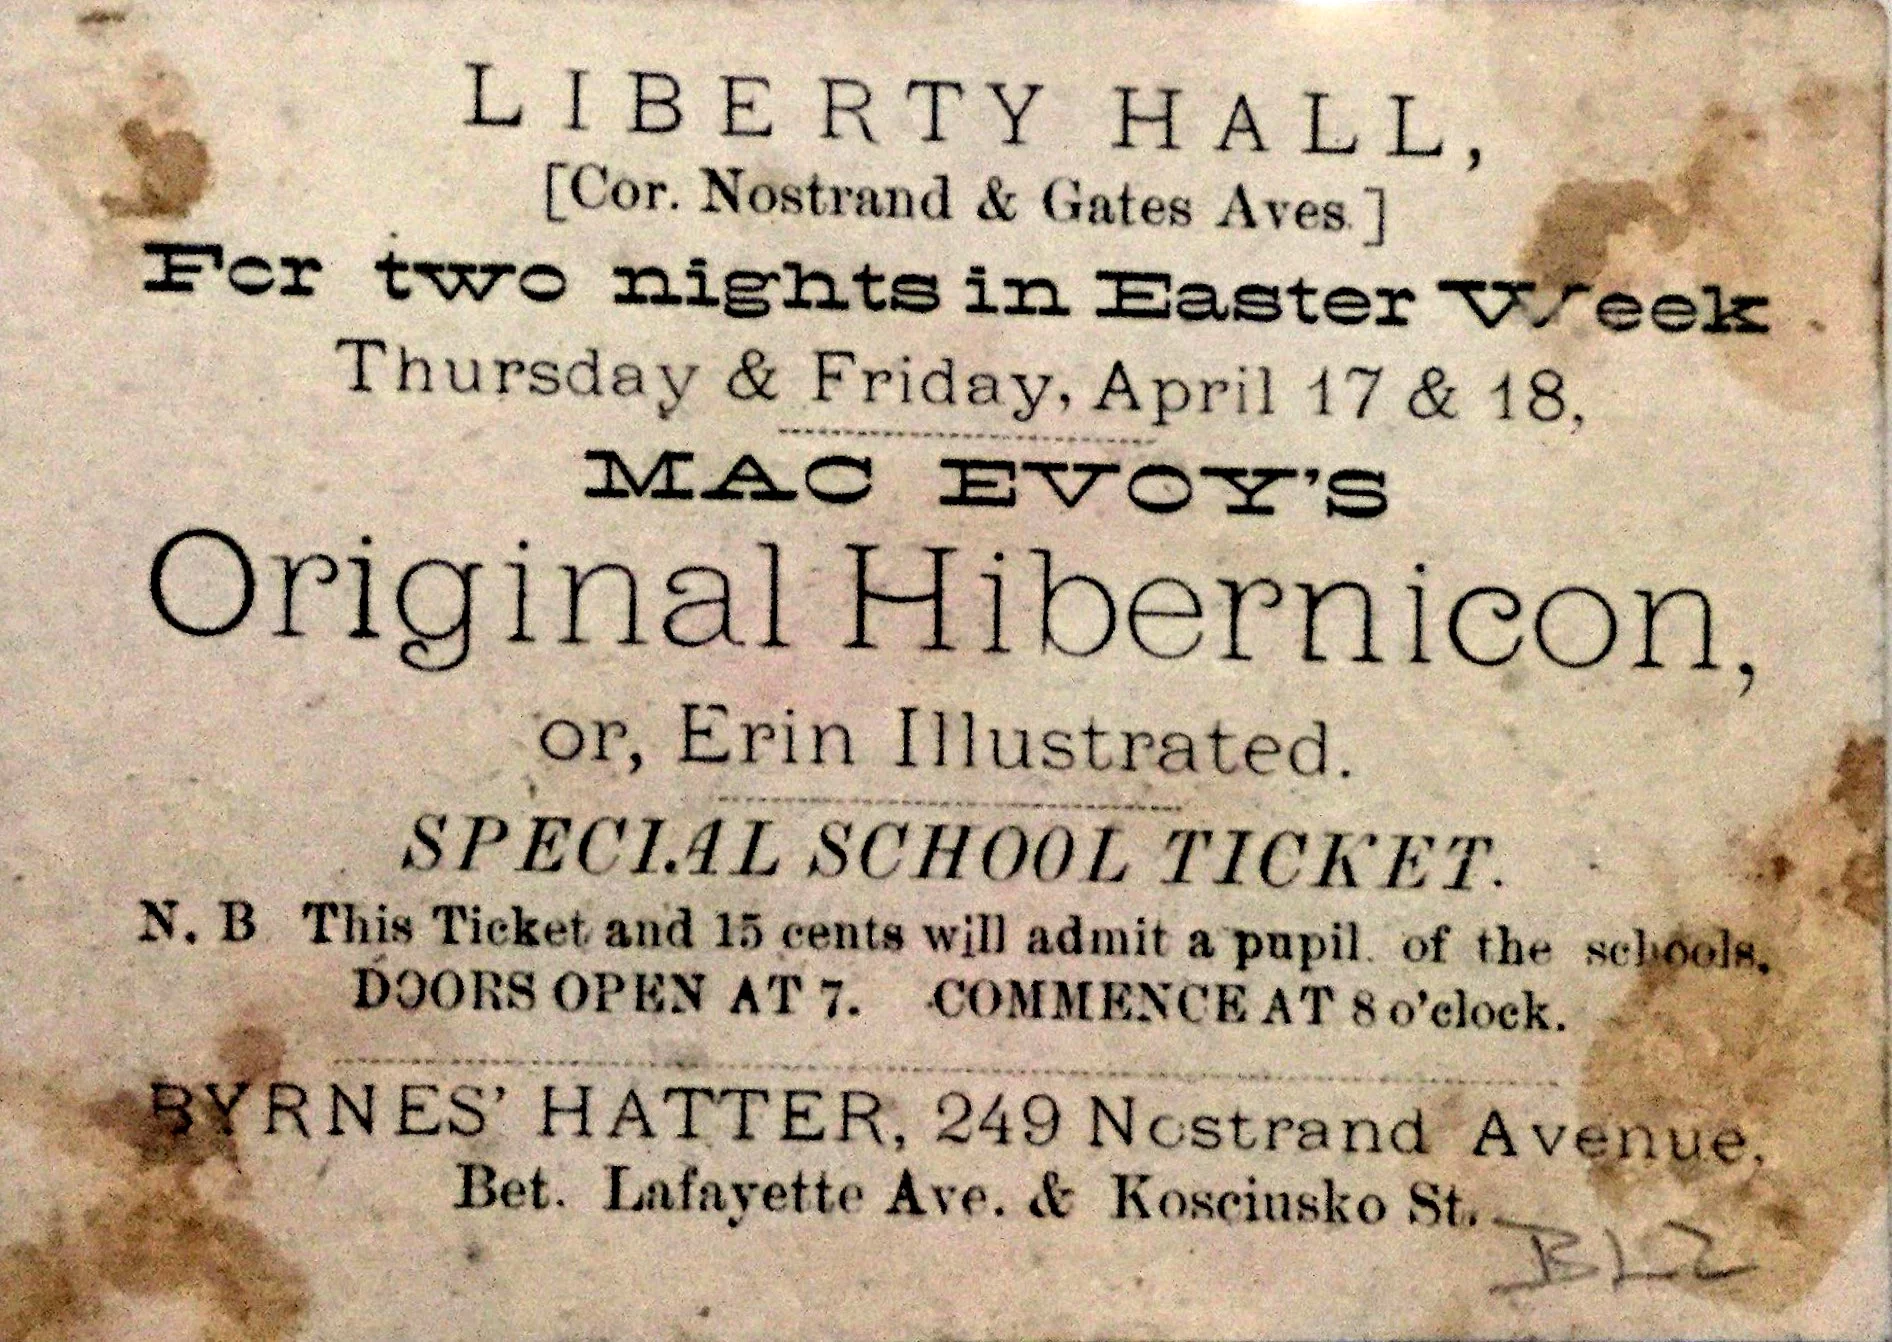 LIBERTY HALL,
[Cor. Nostrand & Gates Aves.]
For two nights in Easter Week
Thursday & Friday, April 17 & 18,
MAC EVOY'S
Original Hibernicon,
or, Erin Illustrated.
SPECIAL SCHOOL TICKET.
N. B This Ticket and 15 cents will admit a pupil. of the schools.
DOORS OPEN AT 7. COMMENCE AT 8 o'clock.
BYRNES' HATTER, 249 Nostrand Avenue,
Bet. Lafayette Ave. & Kosciusko St.